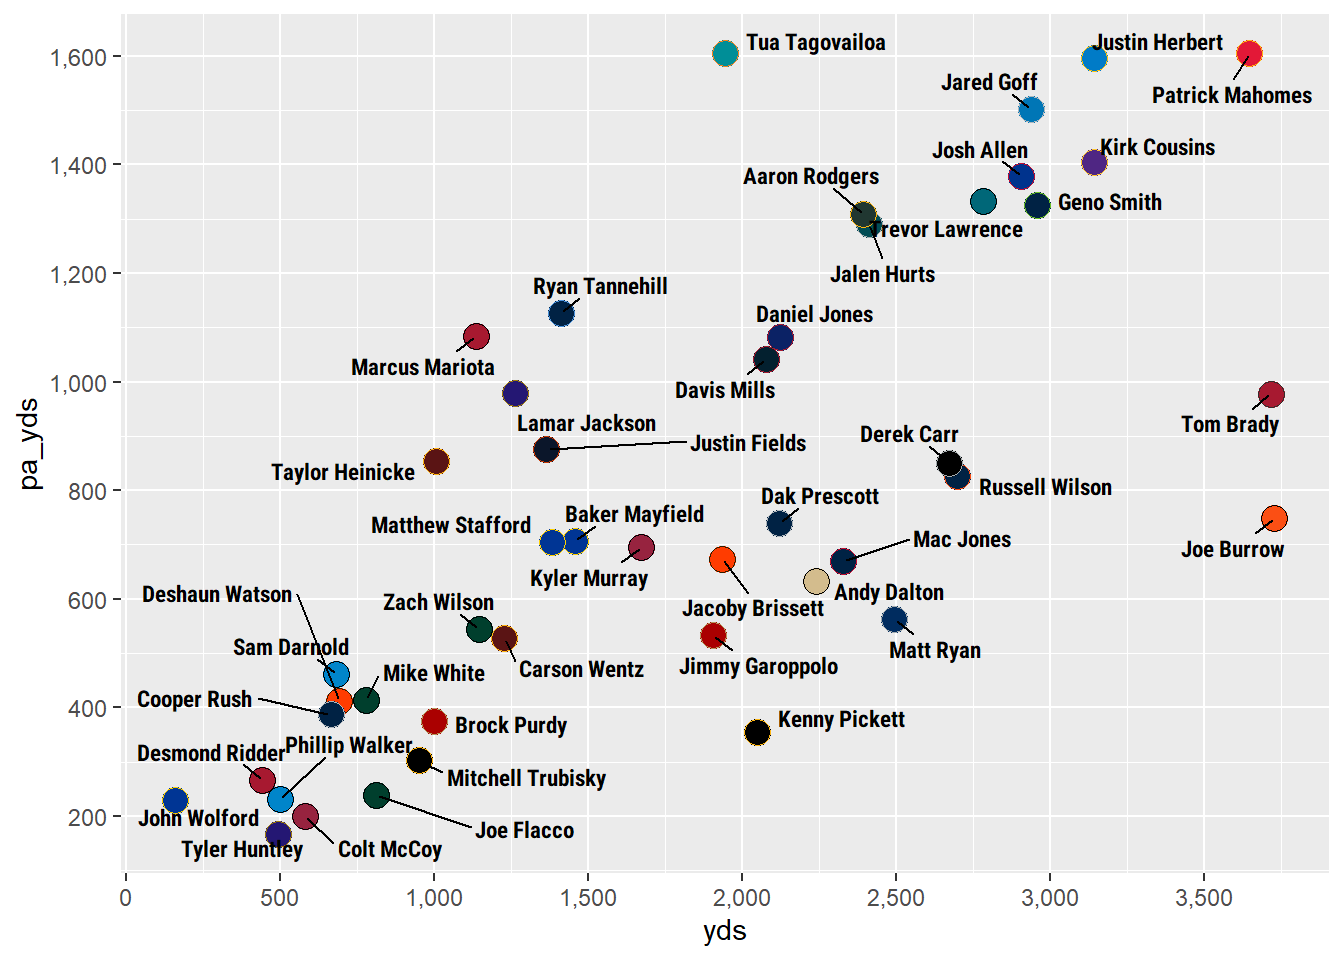 1,600
1,400
1,200
1,000
800
600
400
200
pa_yds
Tua Tagovailoa
Justin Herbert
Jared Goff
Patrick Mahomes
Josh Allen
Kirk Cousins
Aaron Rodgers
Geno Smith
Trevor Lawrence
Jalen Hurts
Ryan Tannehill
Daniel Jones
Marcus Mariota
Davis Mills
Lamar Jackson
Tom Brady
Justin Fields
Derek Carr
Taylor Heinicke
Russell Wilson
Dak Prescott
Matthew Stafford
Baker Mayfield
Mac Jones
Joe Burrow
Kyler Murray
Deshaun Watson
Zach Wilson
Jacoby Brissett
Andy Dalton
Sam Darnold
Matt Ryan
Carson Wentz
Jimmy Garoppolo
Mike White
Cooper Rush
Brock Purdy
Kenny Pickett
Desmond Ridder
Phillip Walker
Mitchell Trubisky
John Wolford
Joe Flacco
Tyler Huntley
Colt McCoy
0
500
1,000
1,500
2,000
2,500
3,000
3,500
yds